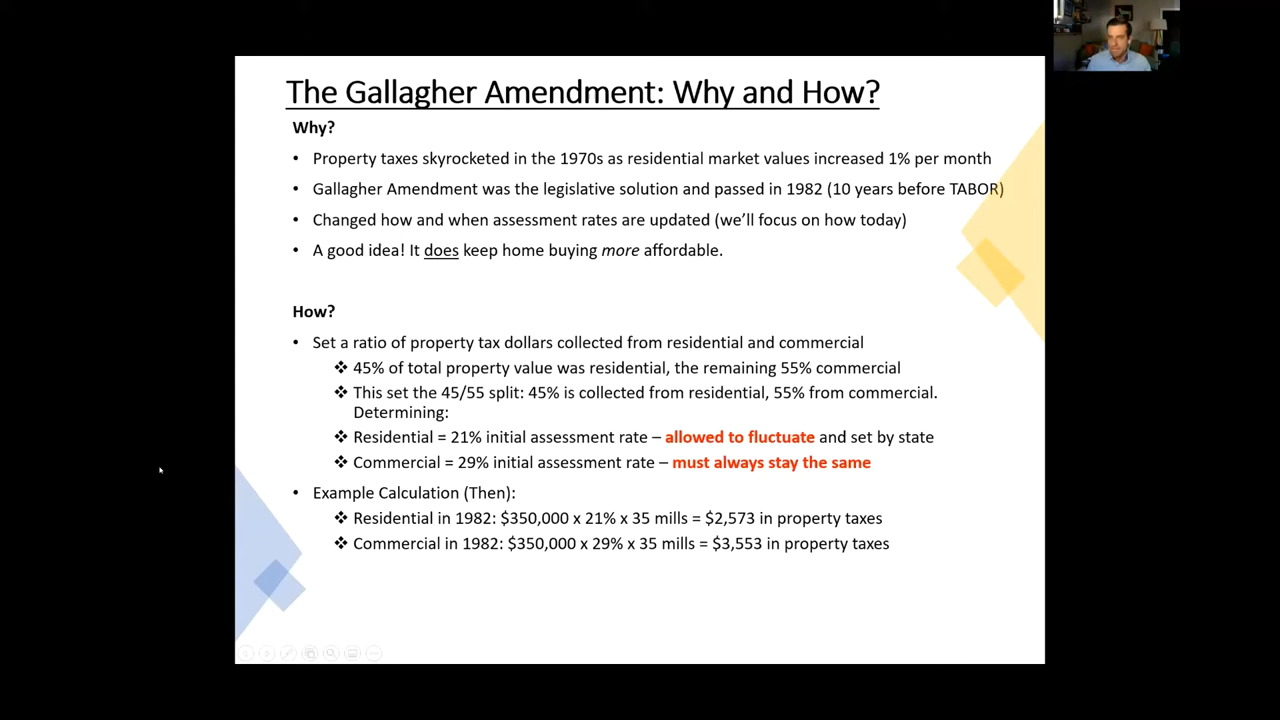 The Gallagher Amendment: Why and How?
Why?
• Property taxes skyrocketed in the 1970s as residential market values increased 1% per month
• Gallagher Amendment was the legislative solution and passed in 1982 (10 years before TABOR)
• Changed how and when assessment rates are updated (we’ll focus on how today)
• A good idea! It does keep home buying more affordable.
How?
• Set a ratio of property tax dollars collected from residential and commercial
❖ 45% of total property value was residential, the remaining 55% commercial
❖ This set the 45/55 split: 45% is collected from residential, 55% from commercial.
Determining:
❖ Residential = 21% initial assessment rate – allowed to fluctuate and set by state
❖ Commercial = 29% initial assessment rate – must always stay the same
• Example Calculation (Then):
❖ Residential in 1982: $350,000 x 21% x 35 mills = $2,573 in property taxes
❖ Commercial in 1982: $350,000 x 29% x 35 mills = $3,553 in property taxes